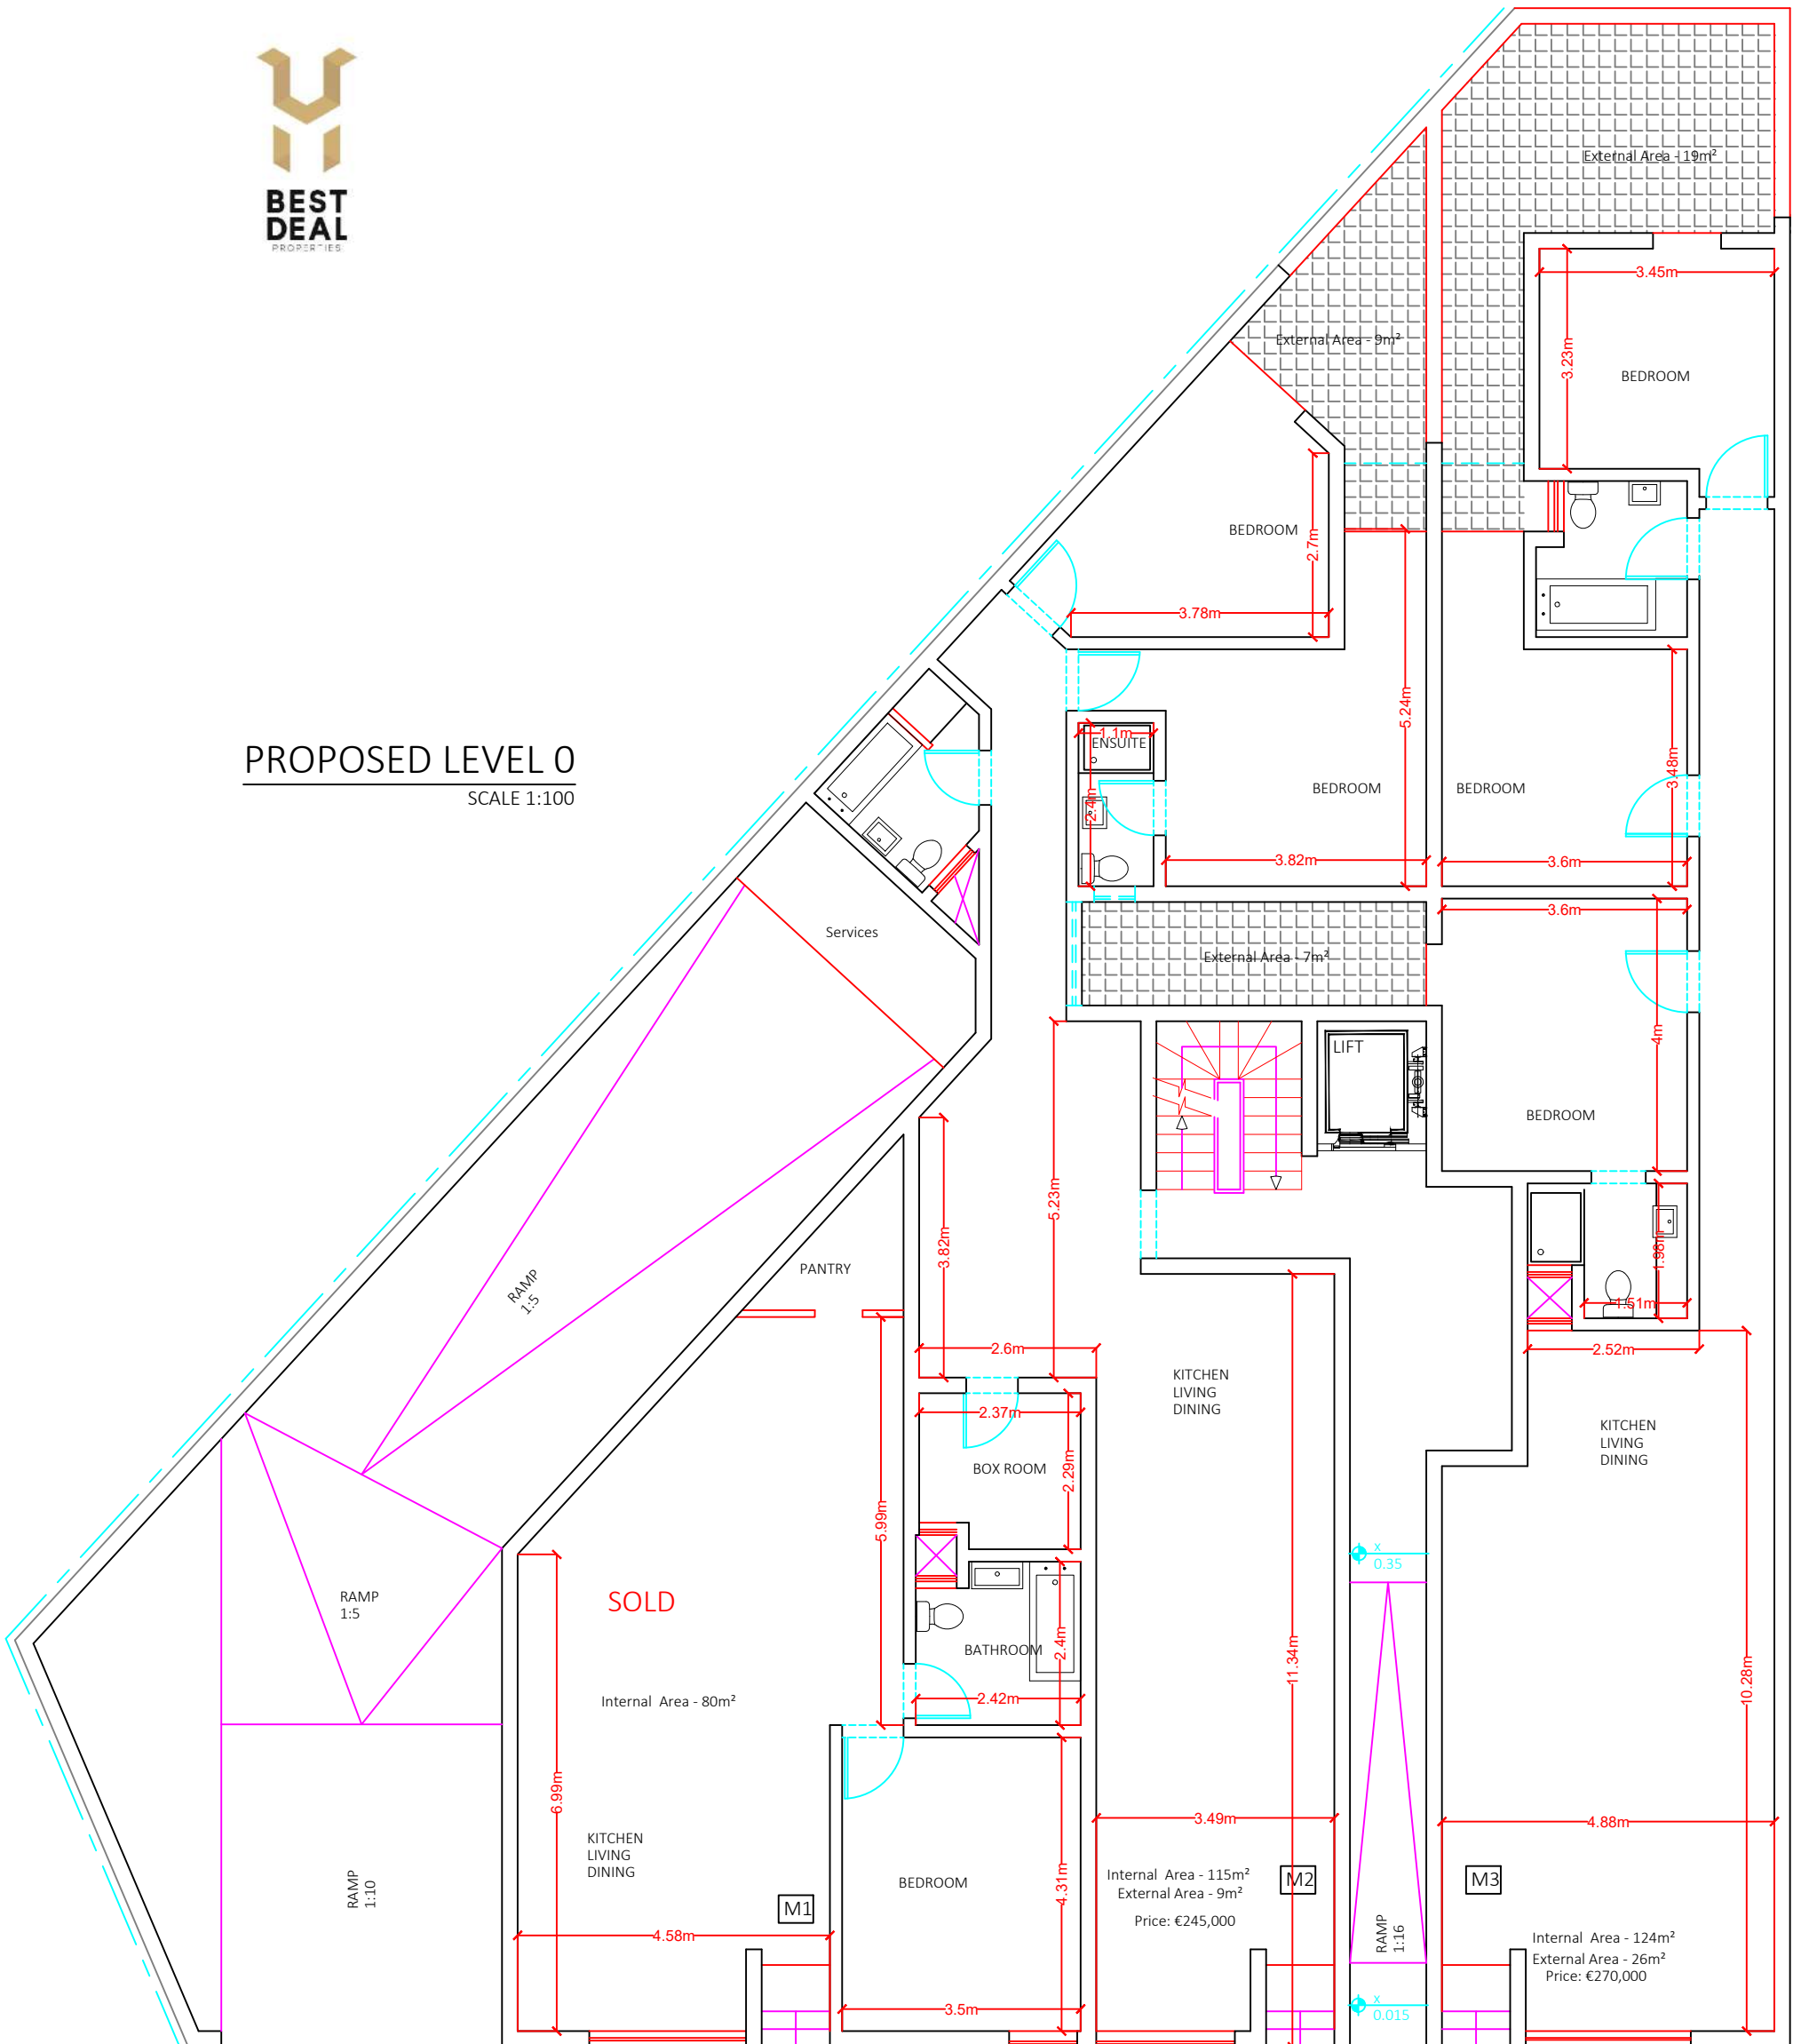 BEST
DEAL
PROPERTIES
PROPOSED LEVEL 0
SCALE 1:100
External Area - 19m²
3.45m
3.23m
BEDROOM
External Area - 9m²
BEDROOM
2.7m
3.78m
5.24m
3.48m
1.1m
ENSUITE
2.4m
BEDROOM
BEDROOM
3.82m
3.6m
3.6m
Services
External Area - 7m²
4m
LIFT
BEDROOM
5.23m
3.82m
1.98m
1.51m
2.52m
PANTRY
RAMP
1:5
2.6m
KITCHEN
LIVING
DINING
2.37m
BOX ROOM
2.29m
KITCHEN
LIVING
DINING
5.99m
x
0.35
RAMP
1:5
SOLD
BATHROOM
2.4m
2.42m
11.34m
10.28m
Internal Area - 80m²
6.99m
KITCHEN
LIVING
DINING
3.49m
4.88m
RAMP
1:10
BEDROOM
4.31m
Internal Area - 115m²
External Area - 9m²
Price: €245,000
M2
M3
M1
4.58m
RAMP
1:16
Internal Area - 124m²
External Area - 26m²
Price: €270,000
3.5m
x
0.015